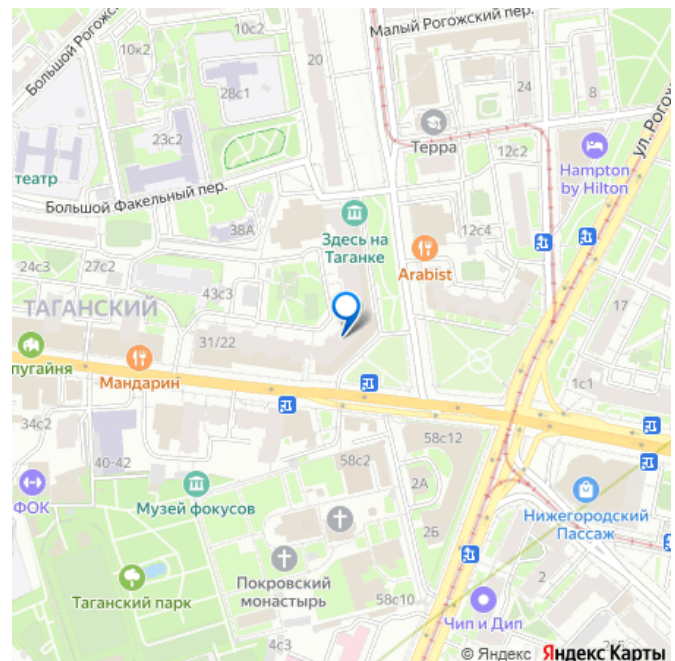 Большой Рогожс
10с2
10к2
Малый Рогожский пер.
20
28с1
24
8
ул. Рогожс
23с2
Терра
12с2
Hampton
by Hilton
театр
Большой Факельный пер.
38А
Здесь на
Таганке
12с4
Arabist
24с3
27с2
43с3
ТАГАНСКИЙ
17
31/22
пугайня
Мандарин
1с1
34с2
58с12
40-42
58с2
2А
ФОК
Музей фокусов
2Б
Нижегородский
Пассаж
Покровский
монастырь
Таганский парк
58с10
2
Чип и Дип
4с3
© Яндекс Яндекс Карты